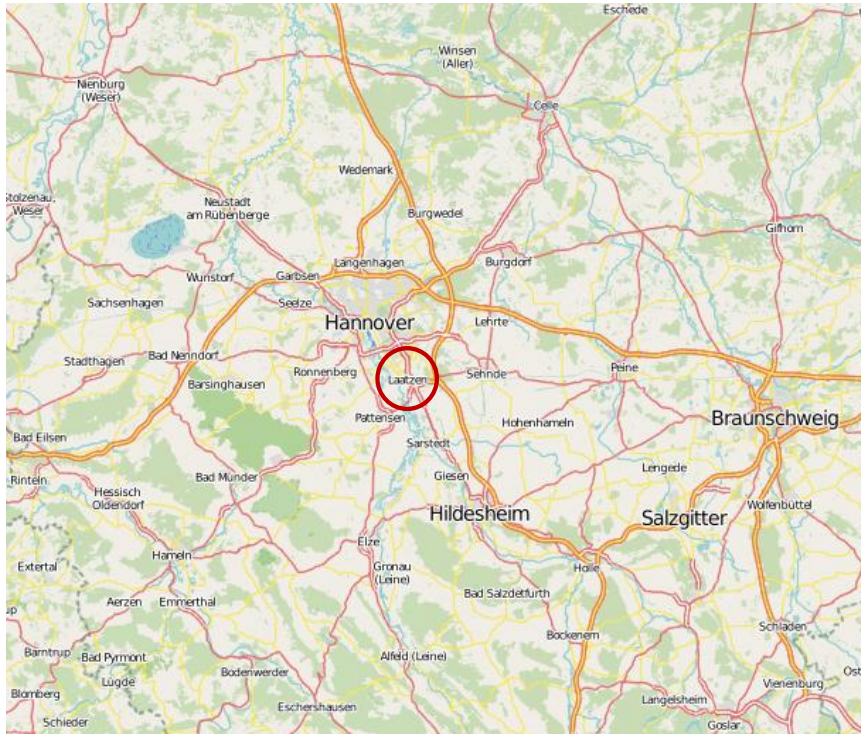 Eschede
Winsen
(Aller)
Nienburg
(Weser)
Celle
Wedemark
Stolzenau,
Weser
Neustadt
am Rübenberge
Burgwedel
Gifhorn
Langenhagen
Burgdorf
Wunstorf
Garbsen
Sachsenhagen
Seelze
Hannover
Lehrte
Stadthagen
Bad Nenndorf
Ronnenberg
Laatzen
Sehnde
Peine
Barsinghausen
Pattensen
Hohenhameln
Braunschweig
Bad Eilsen
Sarstedt
Lengede
Rinteln
Bad Münder
Giesen
Hessisch
Oldendorf
Hildesheim
Salzgitter
Wolfenbüttel
Elze
Hameln
Extertal
Gronau
(Leine)
Holle
Aerzen
Emmerthal
Bad Salzdetfurth
Bockenem
Schladen
Barntrup
Bad Pyrmont
Alfeld (Leine)
Lügde
Bodenwerder
Ost
Blomberg
Vienenburg
Eschershausen
Langelsheim
Schieder
Goslar